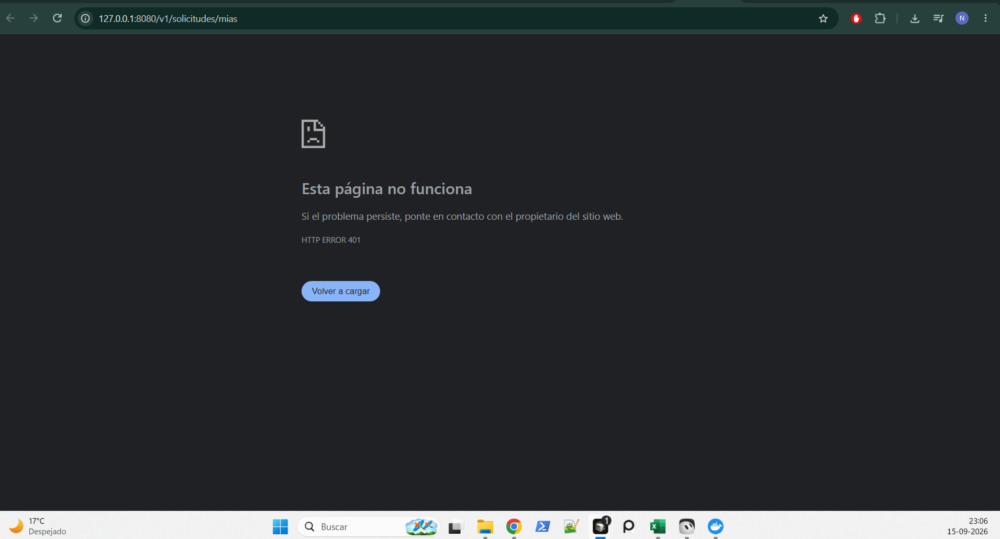 127.0.0.1:8080/v1/solicitudes/mias
N
Esta página no funciona
Si el problema persiste, ponte en contacto con el propietario del sitio web.
HTTP ERROR 401
Volver a cargar
17°C
Despejado
Buscar
1
23:06
15-09-2026